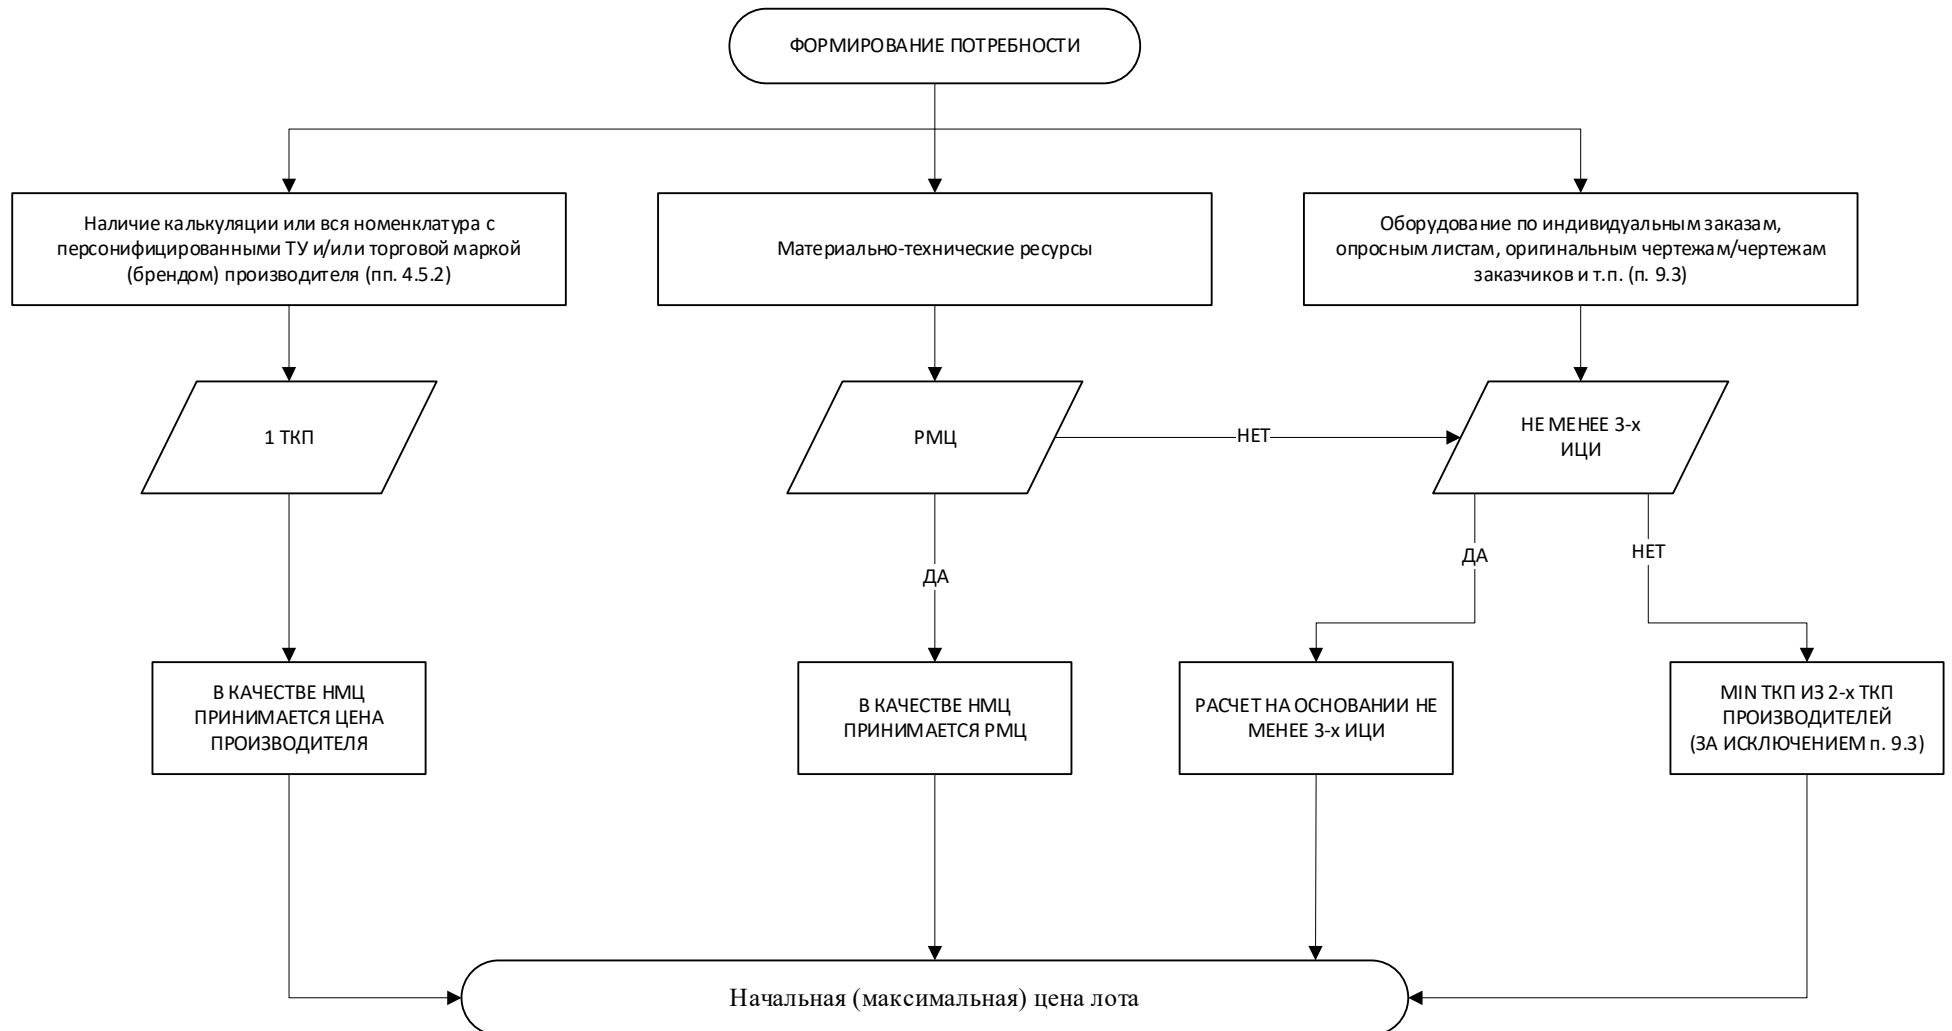 ФОРМИРОВАНИЕ ПОТРЕБНОСТИ
Наличие калькуляции или вся номенклатура с
персонифицированными ТУ и/или торговой маркой
(брендом) производителя (пп. 4.5.2)
Материально-технические ресурсы
Оборудование по индивидуальным заказам,
опросным листам, оригинальным чертежам/чертежам
заказчиков и т.п. (п. 9.3)
1 ТКП
РМЦ
НЕТ
НЕ МЕНЕЕ 3-х
ИЦИ
ДА
ДА
НЕТ
В КАЧЕСТВЕ НМЦ
ПРИНИМАЕТСЯ ЦЕНА
ПРОИЗВОДИТЕЛЯ
В КАЧЕСТВЕ НМЦ
ПРИНИМАЕТСЯ РМЦ
РАСЧЕТ НА ОСНОВАНИИ НЕ
МЕНЕЕ 3-х ИЦИ
MIN ТКП ИЗ 2-х ТКП
ПРОИЗВОДИТЕЛЕЙ
(ЗА ИСКЛЮЧЕНИЕМ п. 9.3)
Начальная (максимальная) цена лота